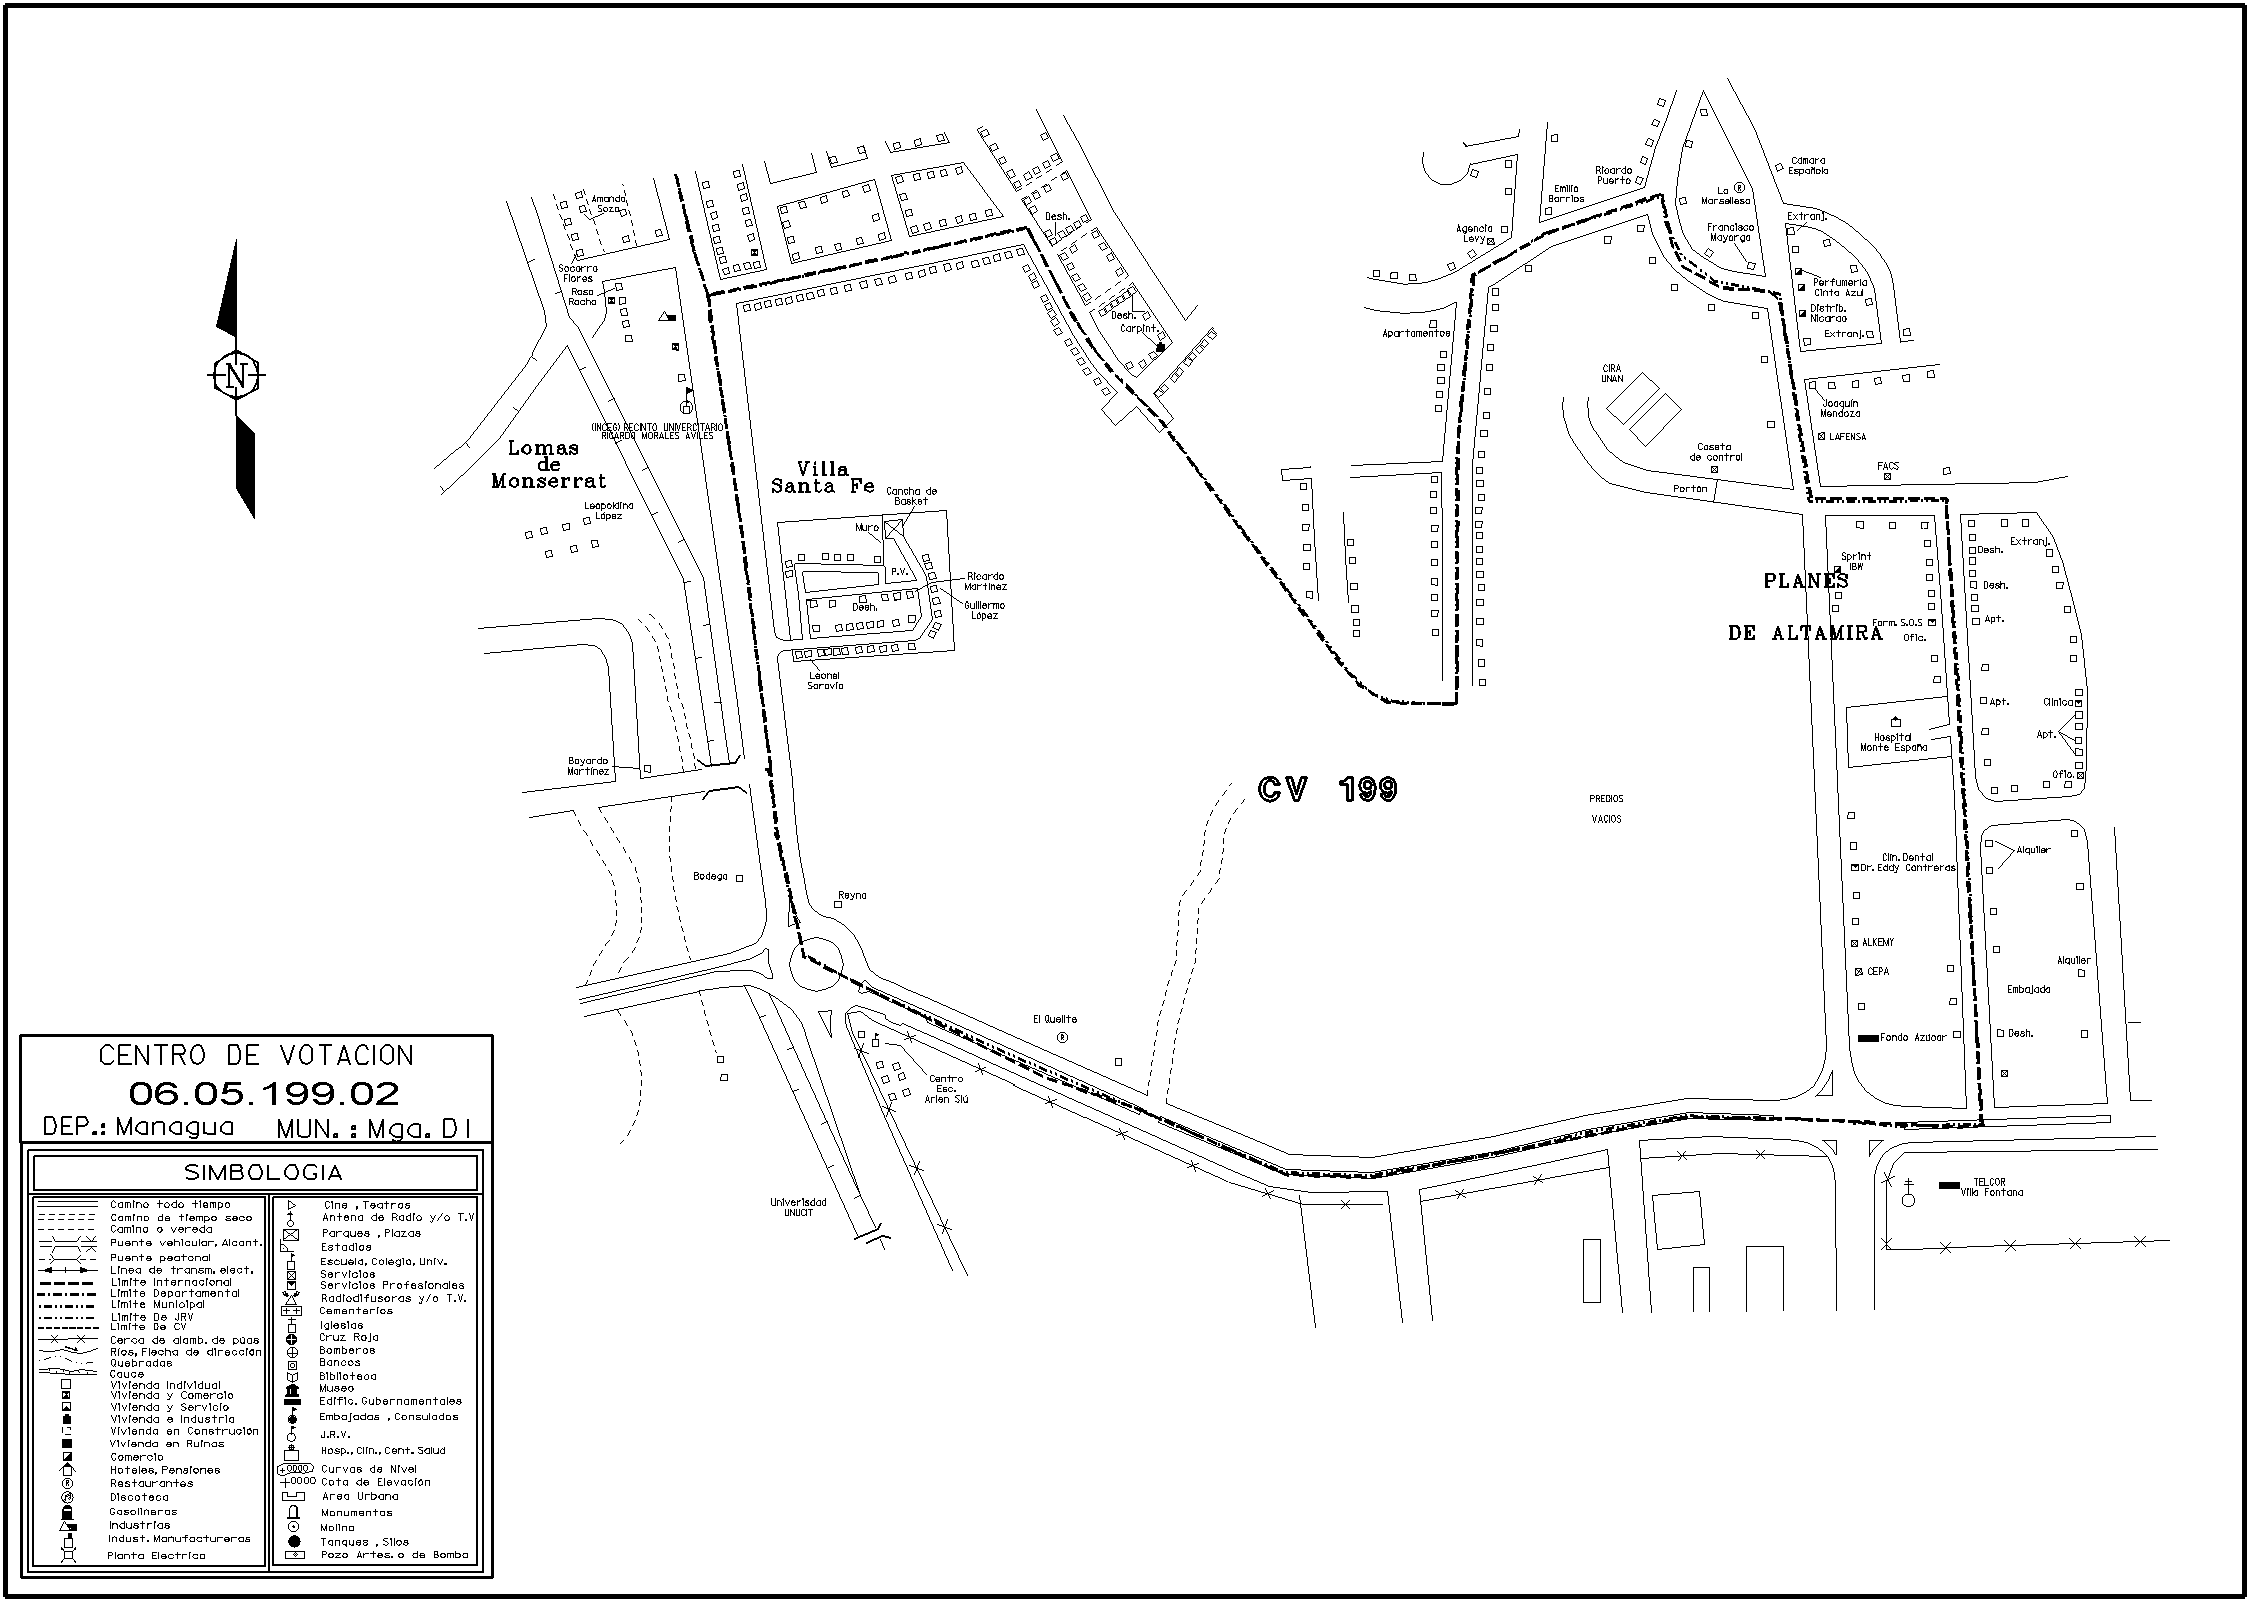 Amanda
Soza
Socorro
Flores
Rosa
Rocha
Desh.
Desh.
Carpint.
(INCEG) RECINTO UNIVERCITARIO
RICARDO MORALES AVILES
Lomas
de
Monserrat
Leopoldina
López
Villa
Santa Fe
Cancha de
Basket
Muro
P.V.
Ricardo
Martínez
Guillermo
López
Desh.
Leonel
Saravia
Bayardo
Martínez
Bodega
Reyna
El Quelite
Centro
Esc.
Arlen Siú
Univerisdad
UNUCIT
CV 199
PREDIOS
VACIOS
Agencia
Levy
Emilio
Barrios
Ricardo
Puerto
La
Marsellesa
Francisco
Mayorga
Cámara
Española
Extranj.
Perfumeria
Cinta Azul
Distrib.
Nicarao
Extranj.
Apartamentos
CIRA
UNAN
Joaquín
Mendoza
LAFENSA
Caseta
de control
Portón
FACS
Sprint
IBW
PLANES
DE ALTAMIRA
Farm. S.O.S
Ofic.
Desh.
Extranj.
Desh.
Apt.
Apt.
Clinica
Apt.
Ofic.
Hospital
Monte España
Alquiler
Clin. Dental
Dr. Eddy Contreras
ALKEMY
CEPA
Alquiler
Embajada
Fondo Azúcar
Desh.
TELCOR
Villa Fontana
N
CENTRO DE VOTACION
06.05.199.02
DEP.: Managua MUN.: Mga. D I
SIMBOLOGIA
Camino todo tiempo
Camino de tiempo seco
Camino o vereda
Puente vehicular, Alcant.
Puente peatonal
Línea de transm. elect.
Limite Internacional
Limite Departamental
Limite Municipal
Limite De JRV
Limite De CV
Cerca de alamb. de púas
Ríos, Flecha de dirección
Quebradas
Cauce
Vivienda Individual
Vivienda y Comercio
Vivienda y Servicio
Vivienda e Industria
Vivienda en Construción
Vivienda en Ruinas
Comercio
Hoteles, Pensiones
Restaurantes
Discoteca
Gasolineras
Industrias
Indust. Manufactureras
Planta Electrica
Cine , Teatros
Antena de Radio y/o T.V
Parques , Plazas
Estadios
Escuela, Colegio, Univ.
Servicios
Servicios Profesionales
Radiodifusoras y/o T.V.
Cementerios
Iglesias
Cruz Roja
Bomberos
Bancos
Biblioteca
Museo
Edific. Gubernamentales
Embajadas , Consulados
J.R.V.
Hosp., Clin., Cent. Salud
Curvas de Nivel
Cota de Elevación
Area Urbana
Monumentos
Molino
Tanques , Silos
Pozo Artes. o de Bomba